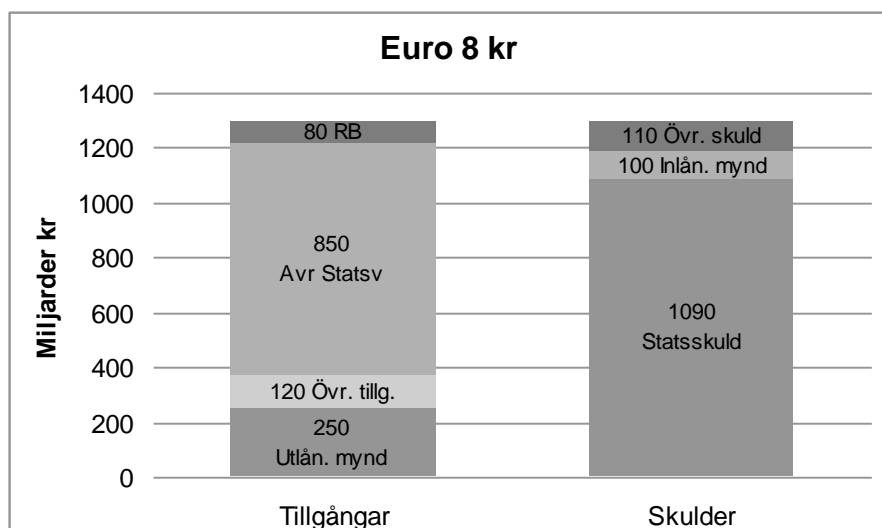 Euro 8 kr
Miljarder kr
1400
1200
1000
800
600
400
200
0
80 RB
850
Avr Statsv
120 Övr. tillg.
250
Utlån. mynd
110 Övr. skuld
100 Inlån. mynd
1090
Statsskuld
Tillgångar
Skulder